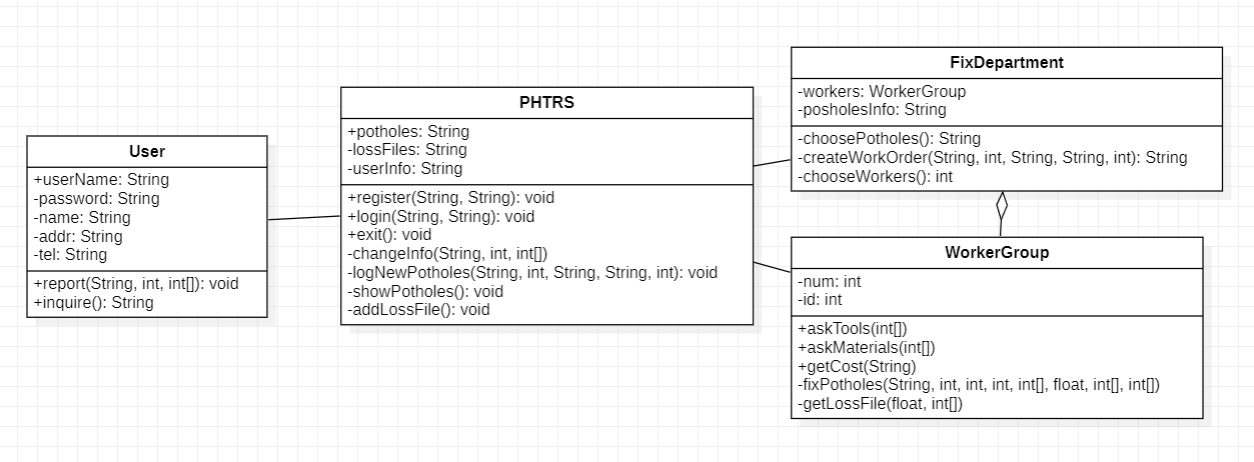 User
+userName: String
-password: String
-name: String
-addr: String
-tel: String
+report(String, int, int[]): void
+inquire(): String
PHTRS
+potholes: String
-lossFiles: String
-userInfo: String
+register(String, String): void
+login(String, String): void
+exit(): void
-changeInfo(String, int, int[])
-logNewPotholes(String, int, String, String, int): void
-showPotholes(): void
-addLossFile(): void
FixDepartment
-workers: WorkerGroup
-posholesInfo: String
-choosePotholes(): String
-createWorkOrder(String, int, String, String, int): String
-chooseWorkers(): int
WorkerGroup
-num: int
-id: int
+askTools(int[])
+askMaterials(int[])
+getCost(String)
-fixPotholes(String, int, int, int, int[], float, int[], int[])
-getLossFile(float, int[])